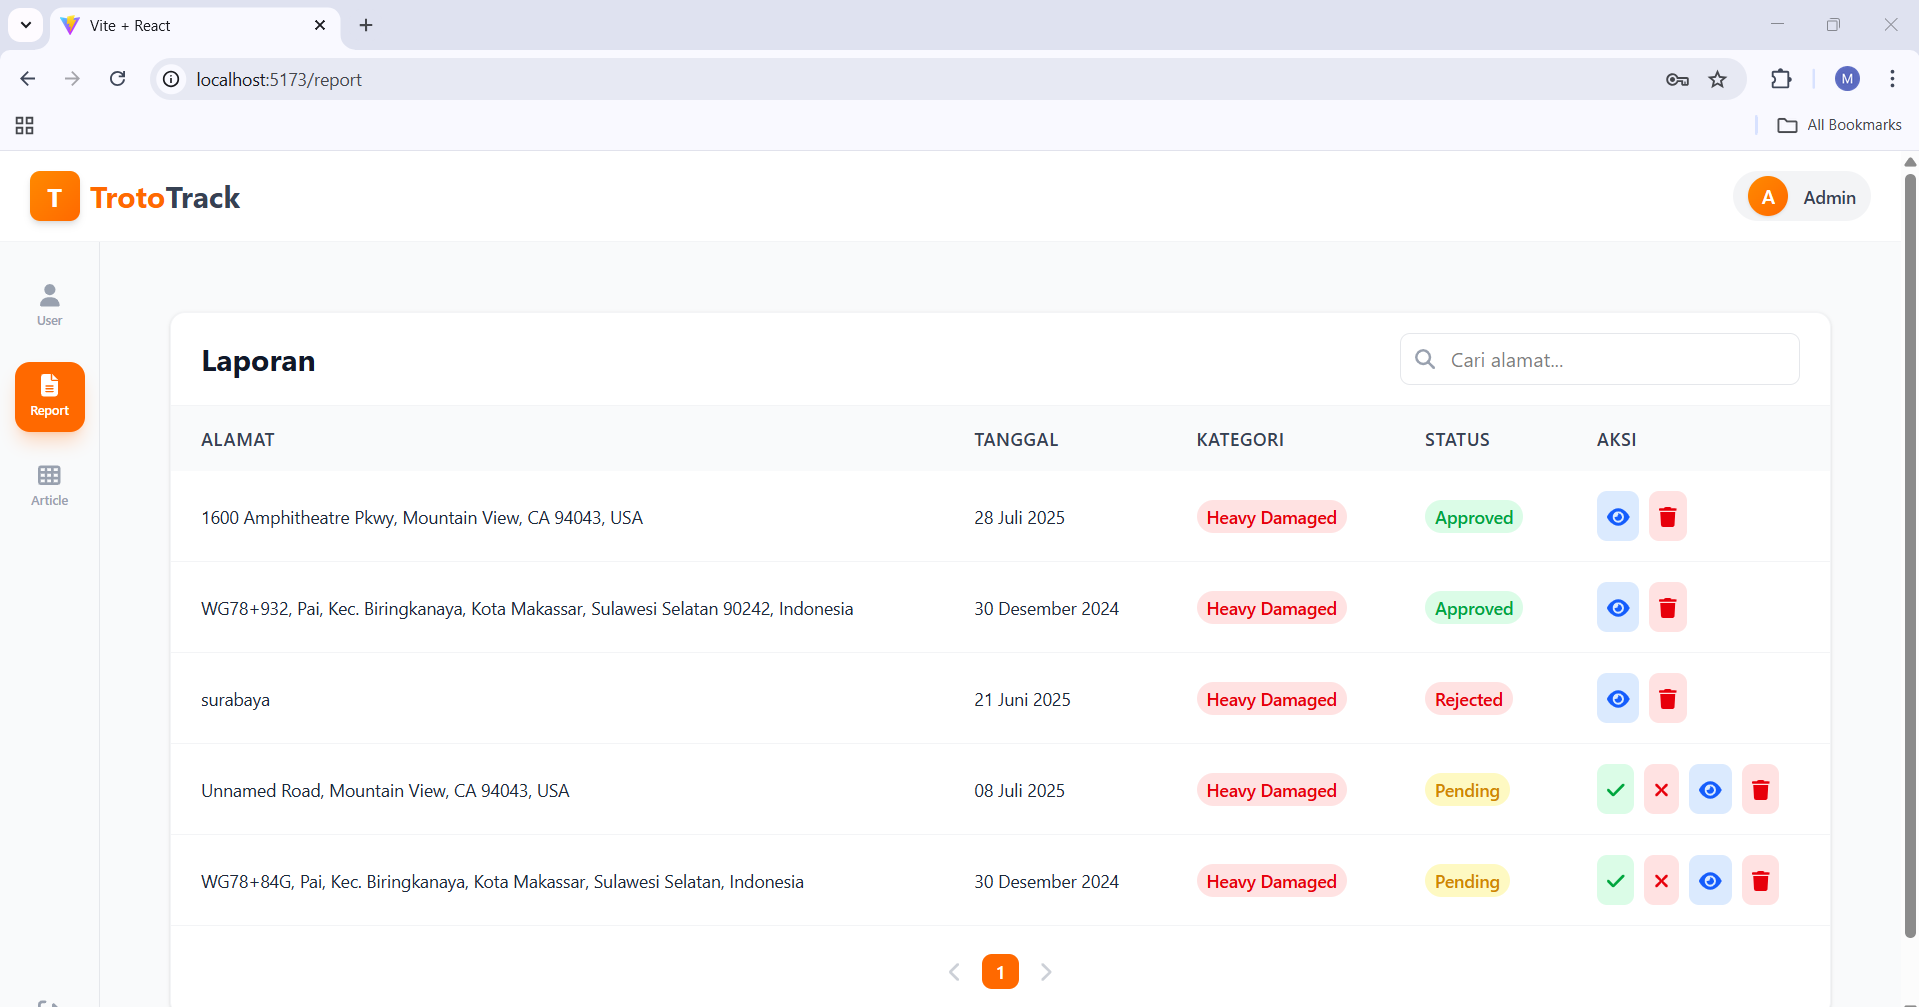 Vite + React
localhost:5173/report
M
All Bookmarks
T TrotoTrack
A Admin
User
Report
Article
Laporan
Cari alamat...
ALAMAT TANGGAL KATEGORI STATUS AKSI
1600 Amphitheatre Pkwy, Mountain View, CA 94043, USA 28 Juli 2025 Heavy Damaged Approved
WG78+932, Pai, Kec. Biringkanaya, Kota Makassar, Sulawesi Selatan 90242, Indonesia 30 Desember 2024 Heavy Damaged Approved
surabaya 21 Juni 2025 Heavy Damaged Rejected
Unnamed Road, Mountain View, CA 94043, USA 08 Juli 2025 Heavy Damaged Pending
WG78+84G, Pai, Kec. Biringkanaya, Kota Makassar, Sulawesi Selatan, Indonesia 30 Desember 2024 Heavy Damaged Pending
1